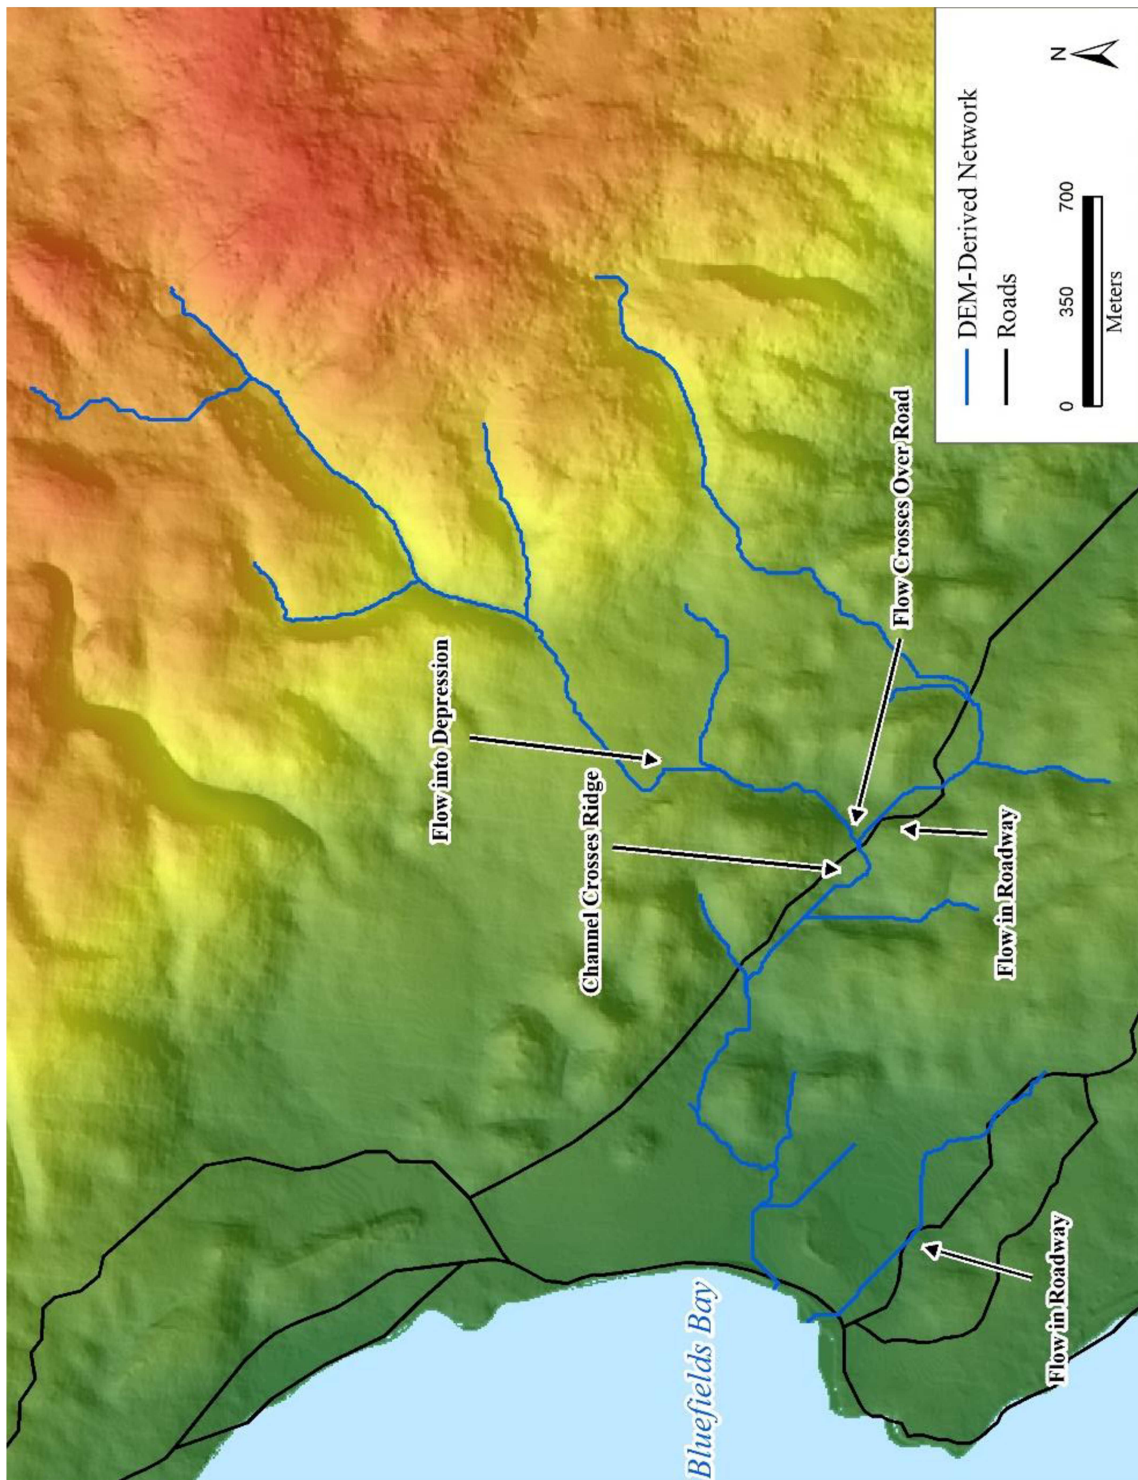 Flow into Depression
Channel Crosses Ridge
Flow Crosses Over Road
Flow in Roadway
Flow in Roadway
Bluefields Bay
DEM-Derived Network
Roads
N
0 350 700
Meters